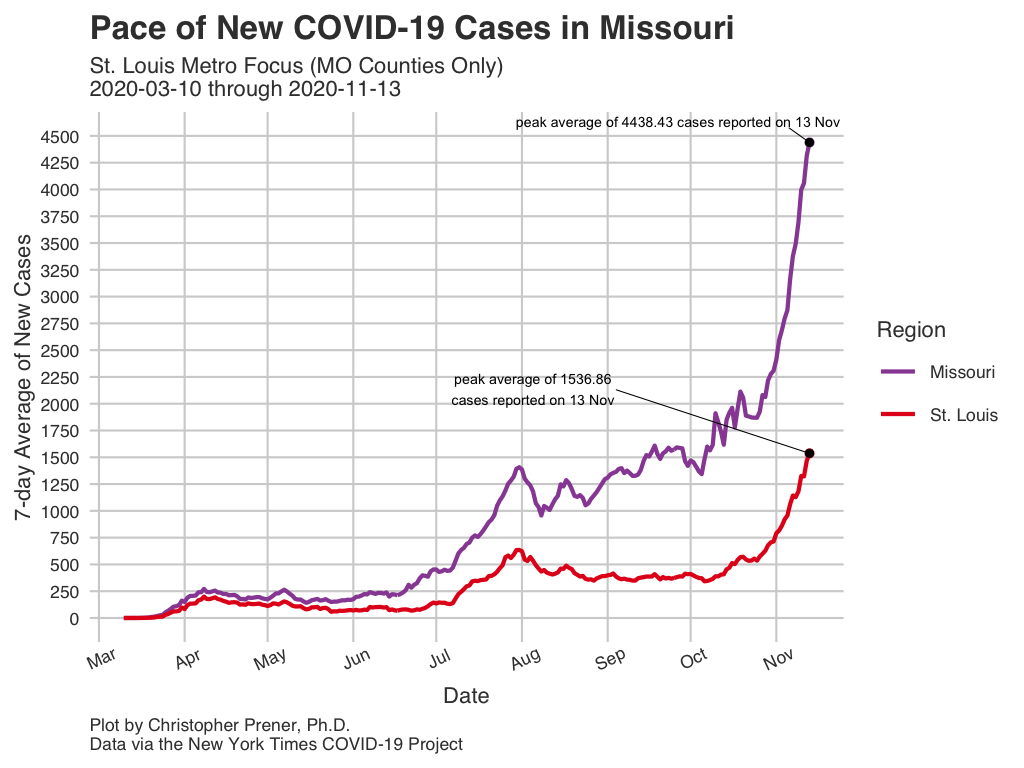 Pace of New COVID-19 Cases in Missouri
St. Louis Metro Focus (MO Counties Only)
2020-03-10 through 2020-11-13
peak average of 4438.43 cases reported on 13 Nov
4500
4250
4000
3750
3500
3250
3000
2750
2500
2250
2000
1750
1500
1250
1000
750
500
250
0
7-day Average of New Cases
peak average of 1536.86
cases reported on 13 Nov
Region
Missouri
St. Louis
Mar
Apr
May
Jun
Jul
Aug
Sep
Oct
Nov
Date
Plot by Christopher Prener, Ph.D.
Data via the New York Times COVID-19 Project